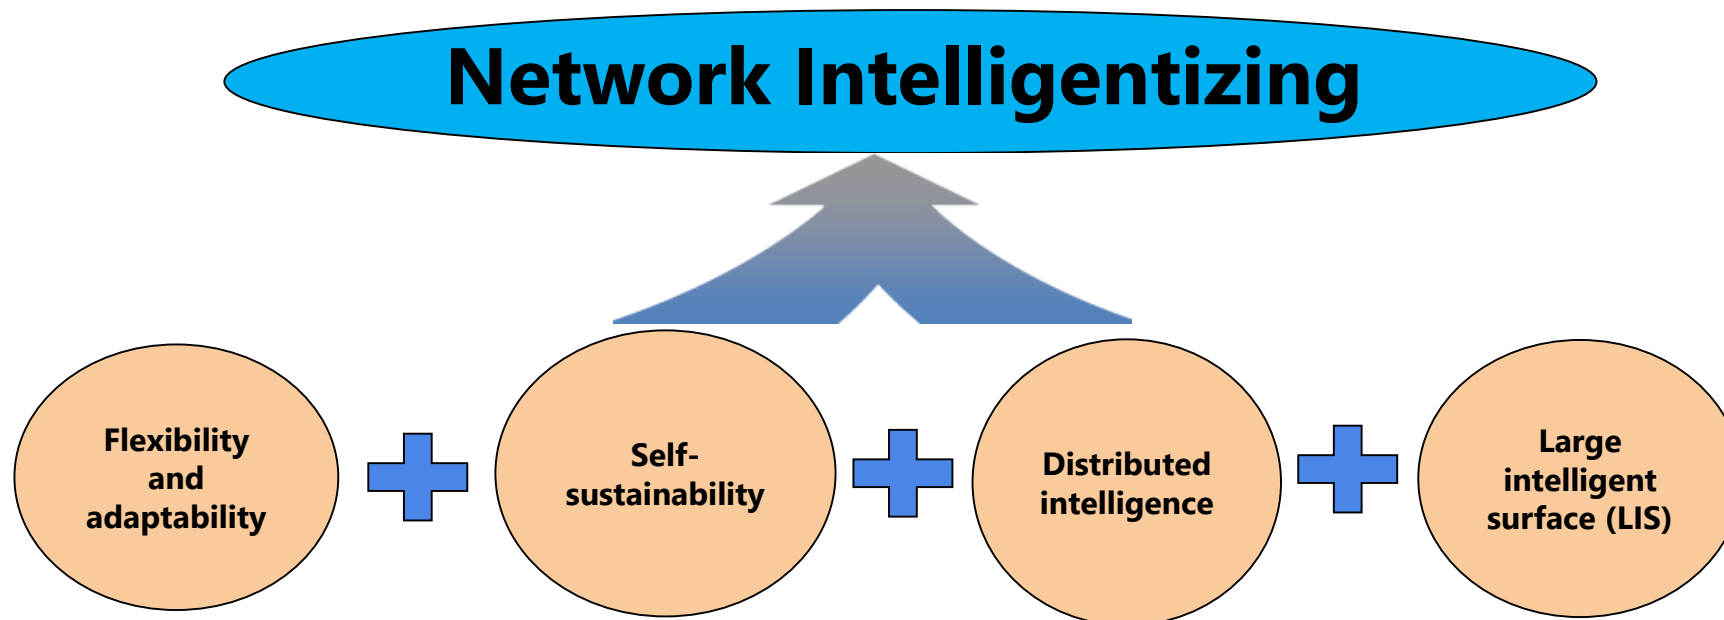 Network Intelligentizing
Flexibility
and
adaptability
Self-
sustainability
Distributed
intelligence
Large
intelligent
surface (LIS)